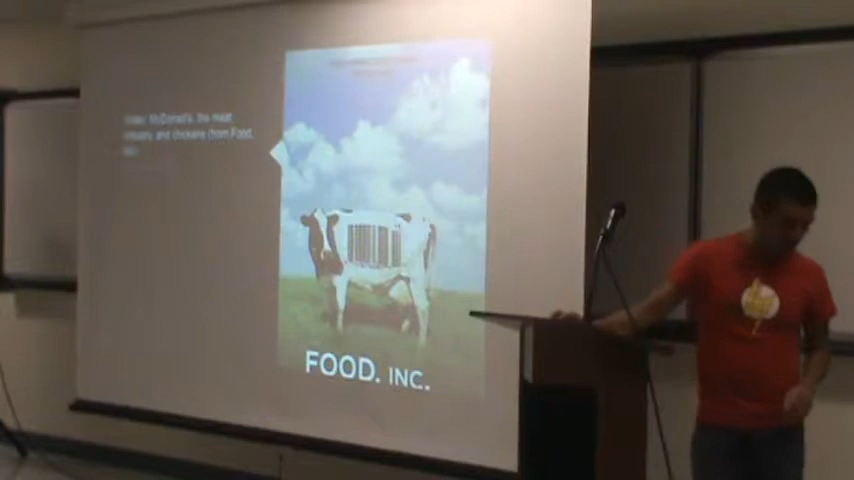 Video: McDonald's, the meat
industry and chickens (from Food,
Inc)
FOOD. INC.